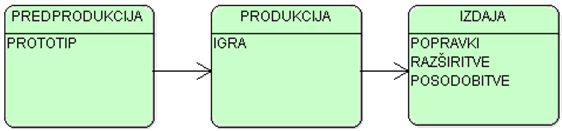 PREDPRODUKCIJA
PROTOTIP
PRODUKCIJA
IGRA
IZDAJA
POPRAVKI
RAZŠIRITVE
POSODOBITVE